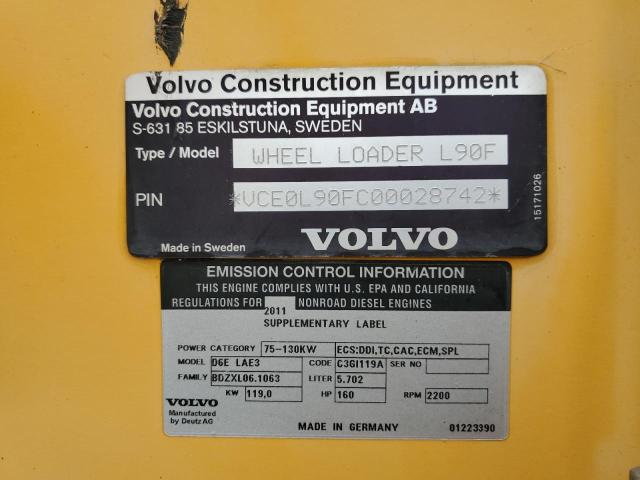 Volvo Construction Equipment
Volvo Construction Equipment AB
S-631 85 ESKILSTUNA, SWEDEN
Type / Model WHEEL LOADER L90F
PIN *VCE0L90FC00028742*
15171026
Made in Sweden VOLVO
EMISSION CONTROL INFORMATION
THIS ENGINE COMPLIES WITH U.S. EPA AND CALIFORNIA
REGULATIONS FOR 2011 NONROAD DIESEL ENGINES
SUPPLEMENTARY LABEL
POWER CATEGORY 75-130KW ECS:DDI,TC,CAC,ECM,SPL
MODEL D6E LAE3 CODE C3GI119A SER NO
FAMILY BDZXL06.1063 LITER 5.702
KW 119,0 HP 160 RPM 2200
VOLVO
Manufactured
by Deutz AG
MADE IN GERMANY 01223390